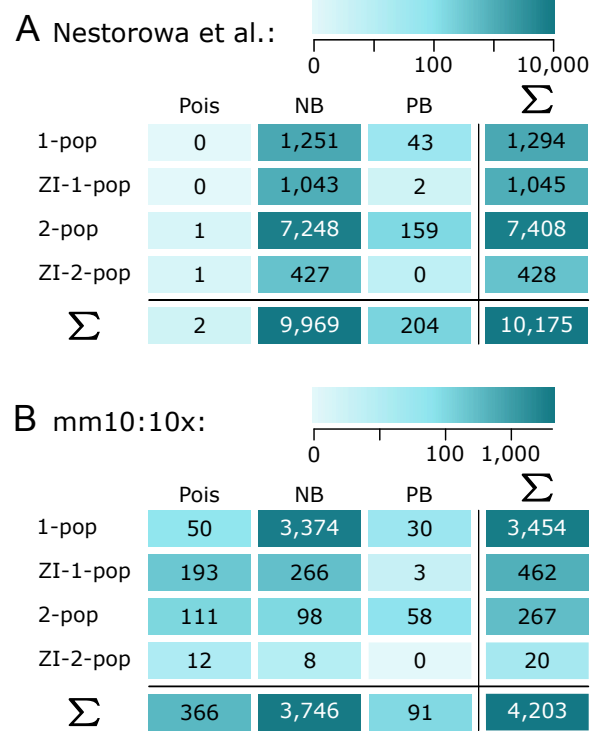 A Nestorowa et al.:
0 100 10,000
Pois NB PB Σ
1-pop 0 1,251 43 1,294
ZI-1-pop 0 1,043 2 1,045
2-pop 1 7,248 159 7,408
ZI-2-pop 1 427 0 428
Σ 2 9,969 204 10,175
B mm10:10x:
0 100 1,000
Pois NB PB Σ
1-pop 50 3,374 30 3,454
ZI-1-pop 193 266 3 462
2-pop 111 98 58 267
ZI-2-pop 12 8 0 20
Σ 366 3,746 91 4,203